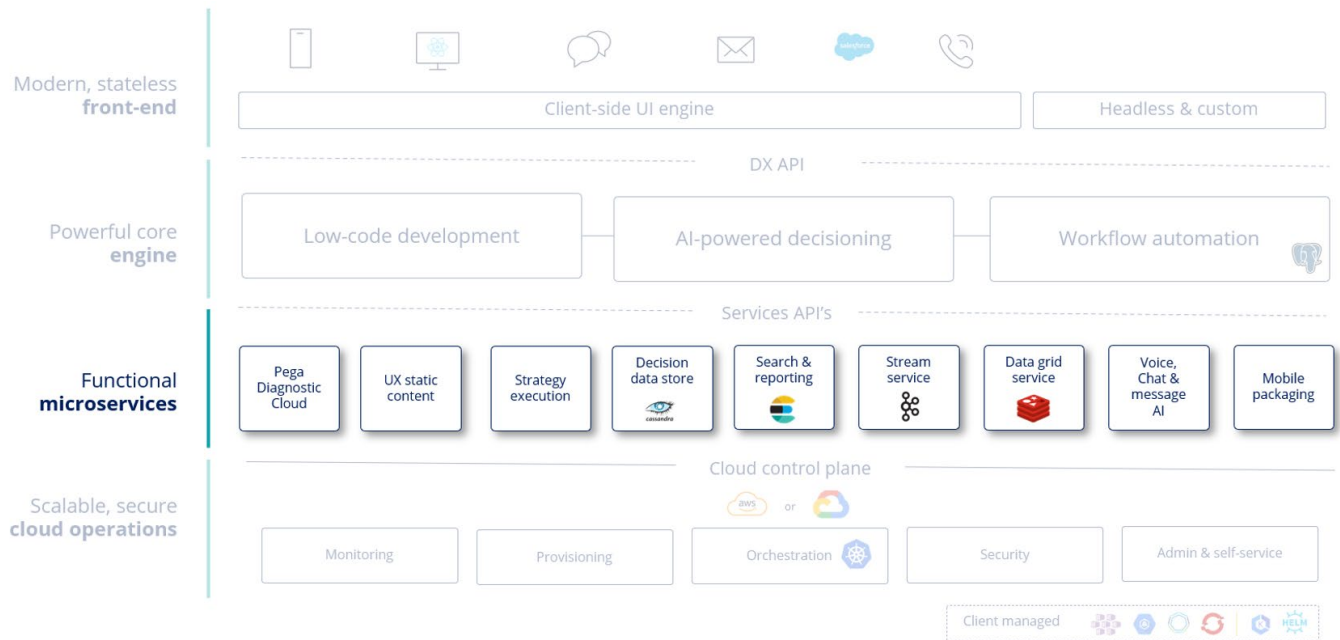 Modern, stateless
front-end
salesforce
Client-side UI engine
Headless & custom
DX API
Powerful core
engine
Low-code development
AI-powered decisioning
Workflow automation
Services API's
Functional
microservices
Pega
Diagnostic
Cloud
UX static
content
Strategy
execution
Decision
data store
cassandra
Search &
reporting
Stream
service
Data grid
service
Voice,
Chat &
message
AI
Mobile
packaging
Cloud control plane
Scalable, secure
cloud operations
aws
or
Monitoring
Provisioning
Orchestration
Security
Admin & self-service
Client managed
HELM